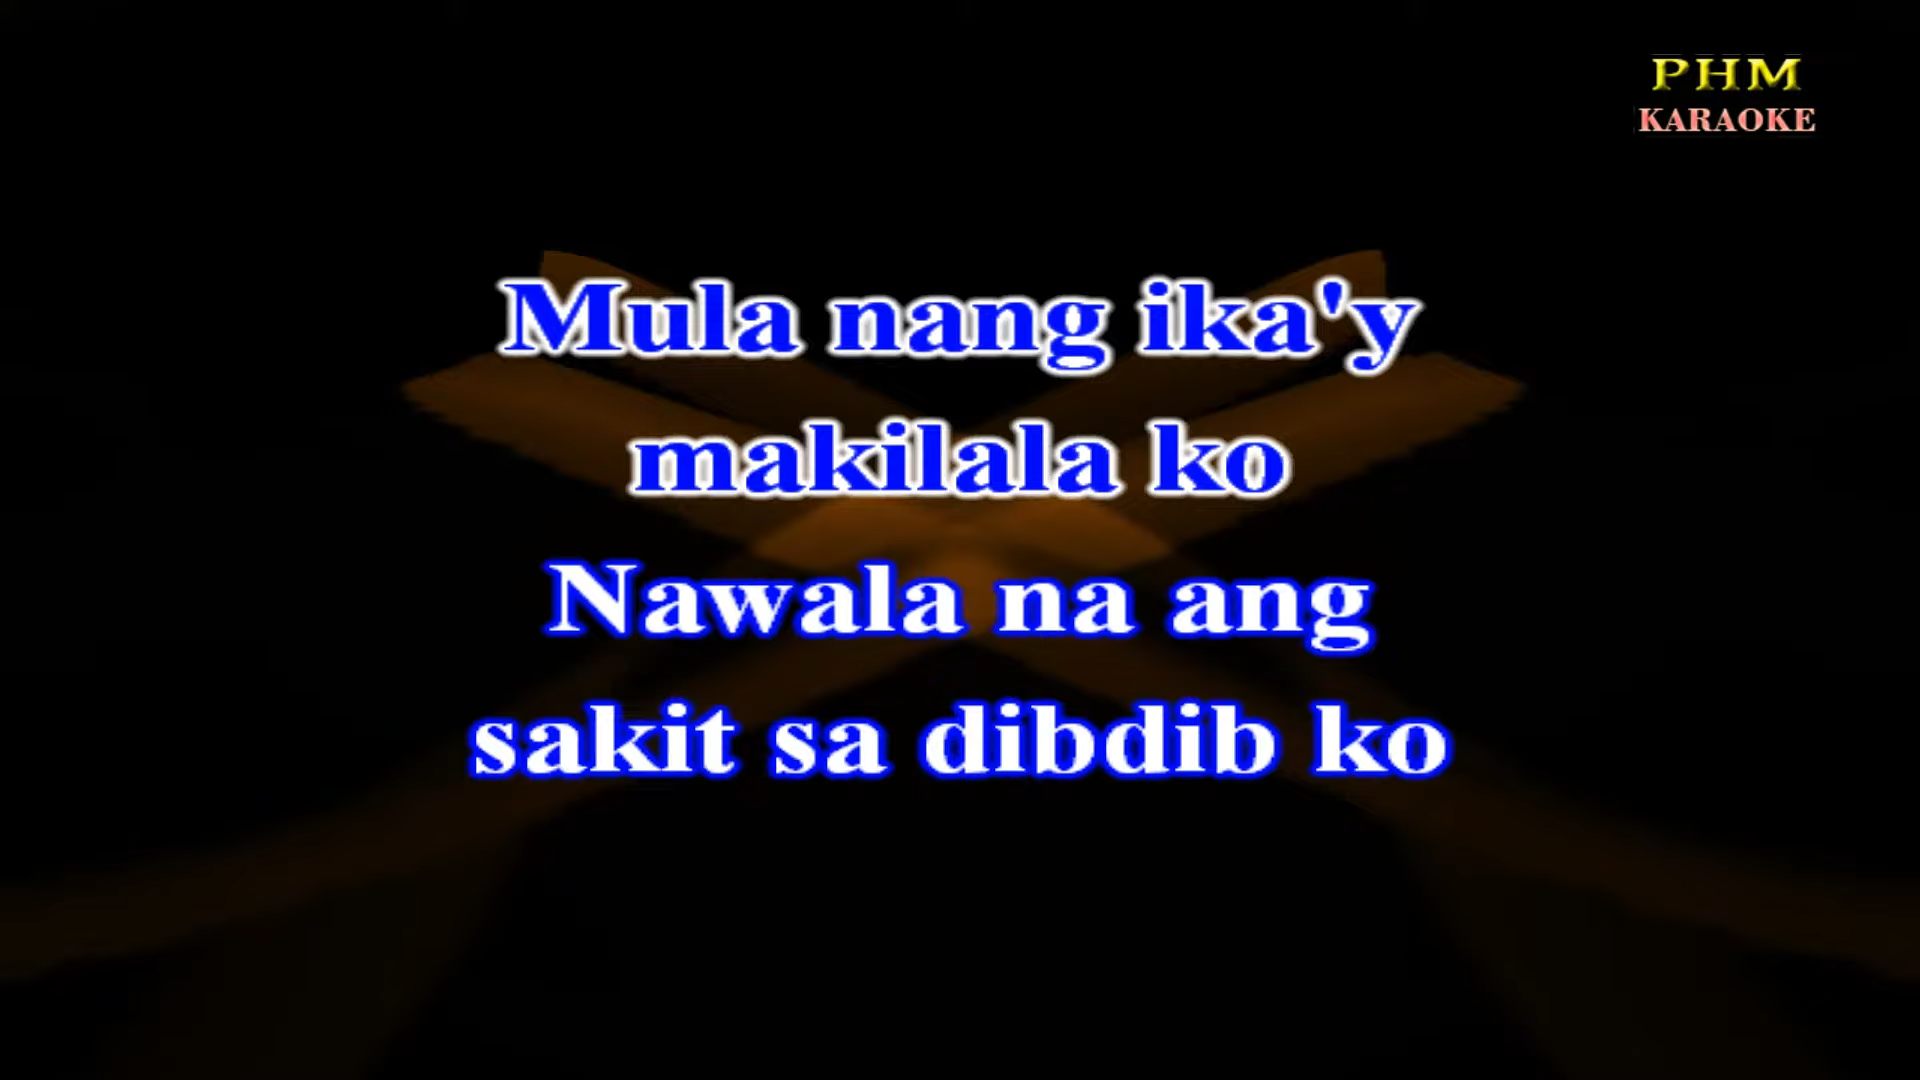 PHM
KARAOKE
Mula nang ika'y
makilala ko
Nawala na ang
sakit sa dibdib ko